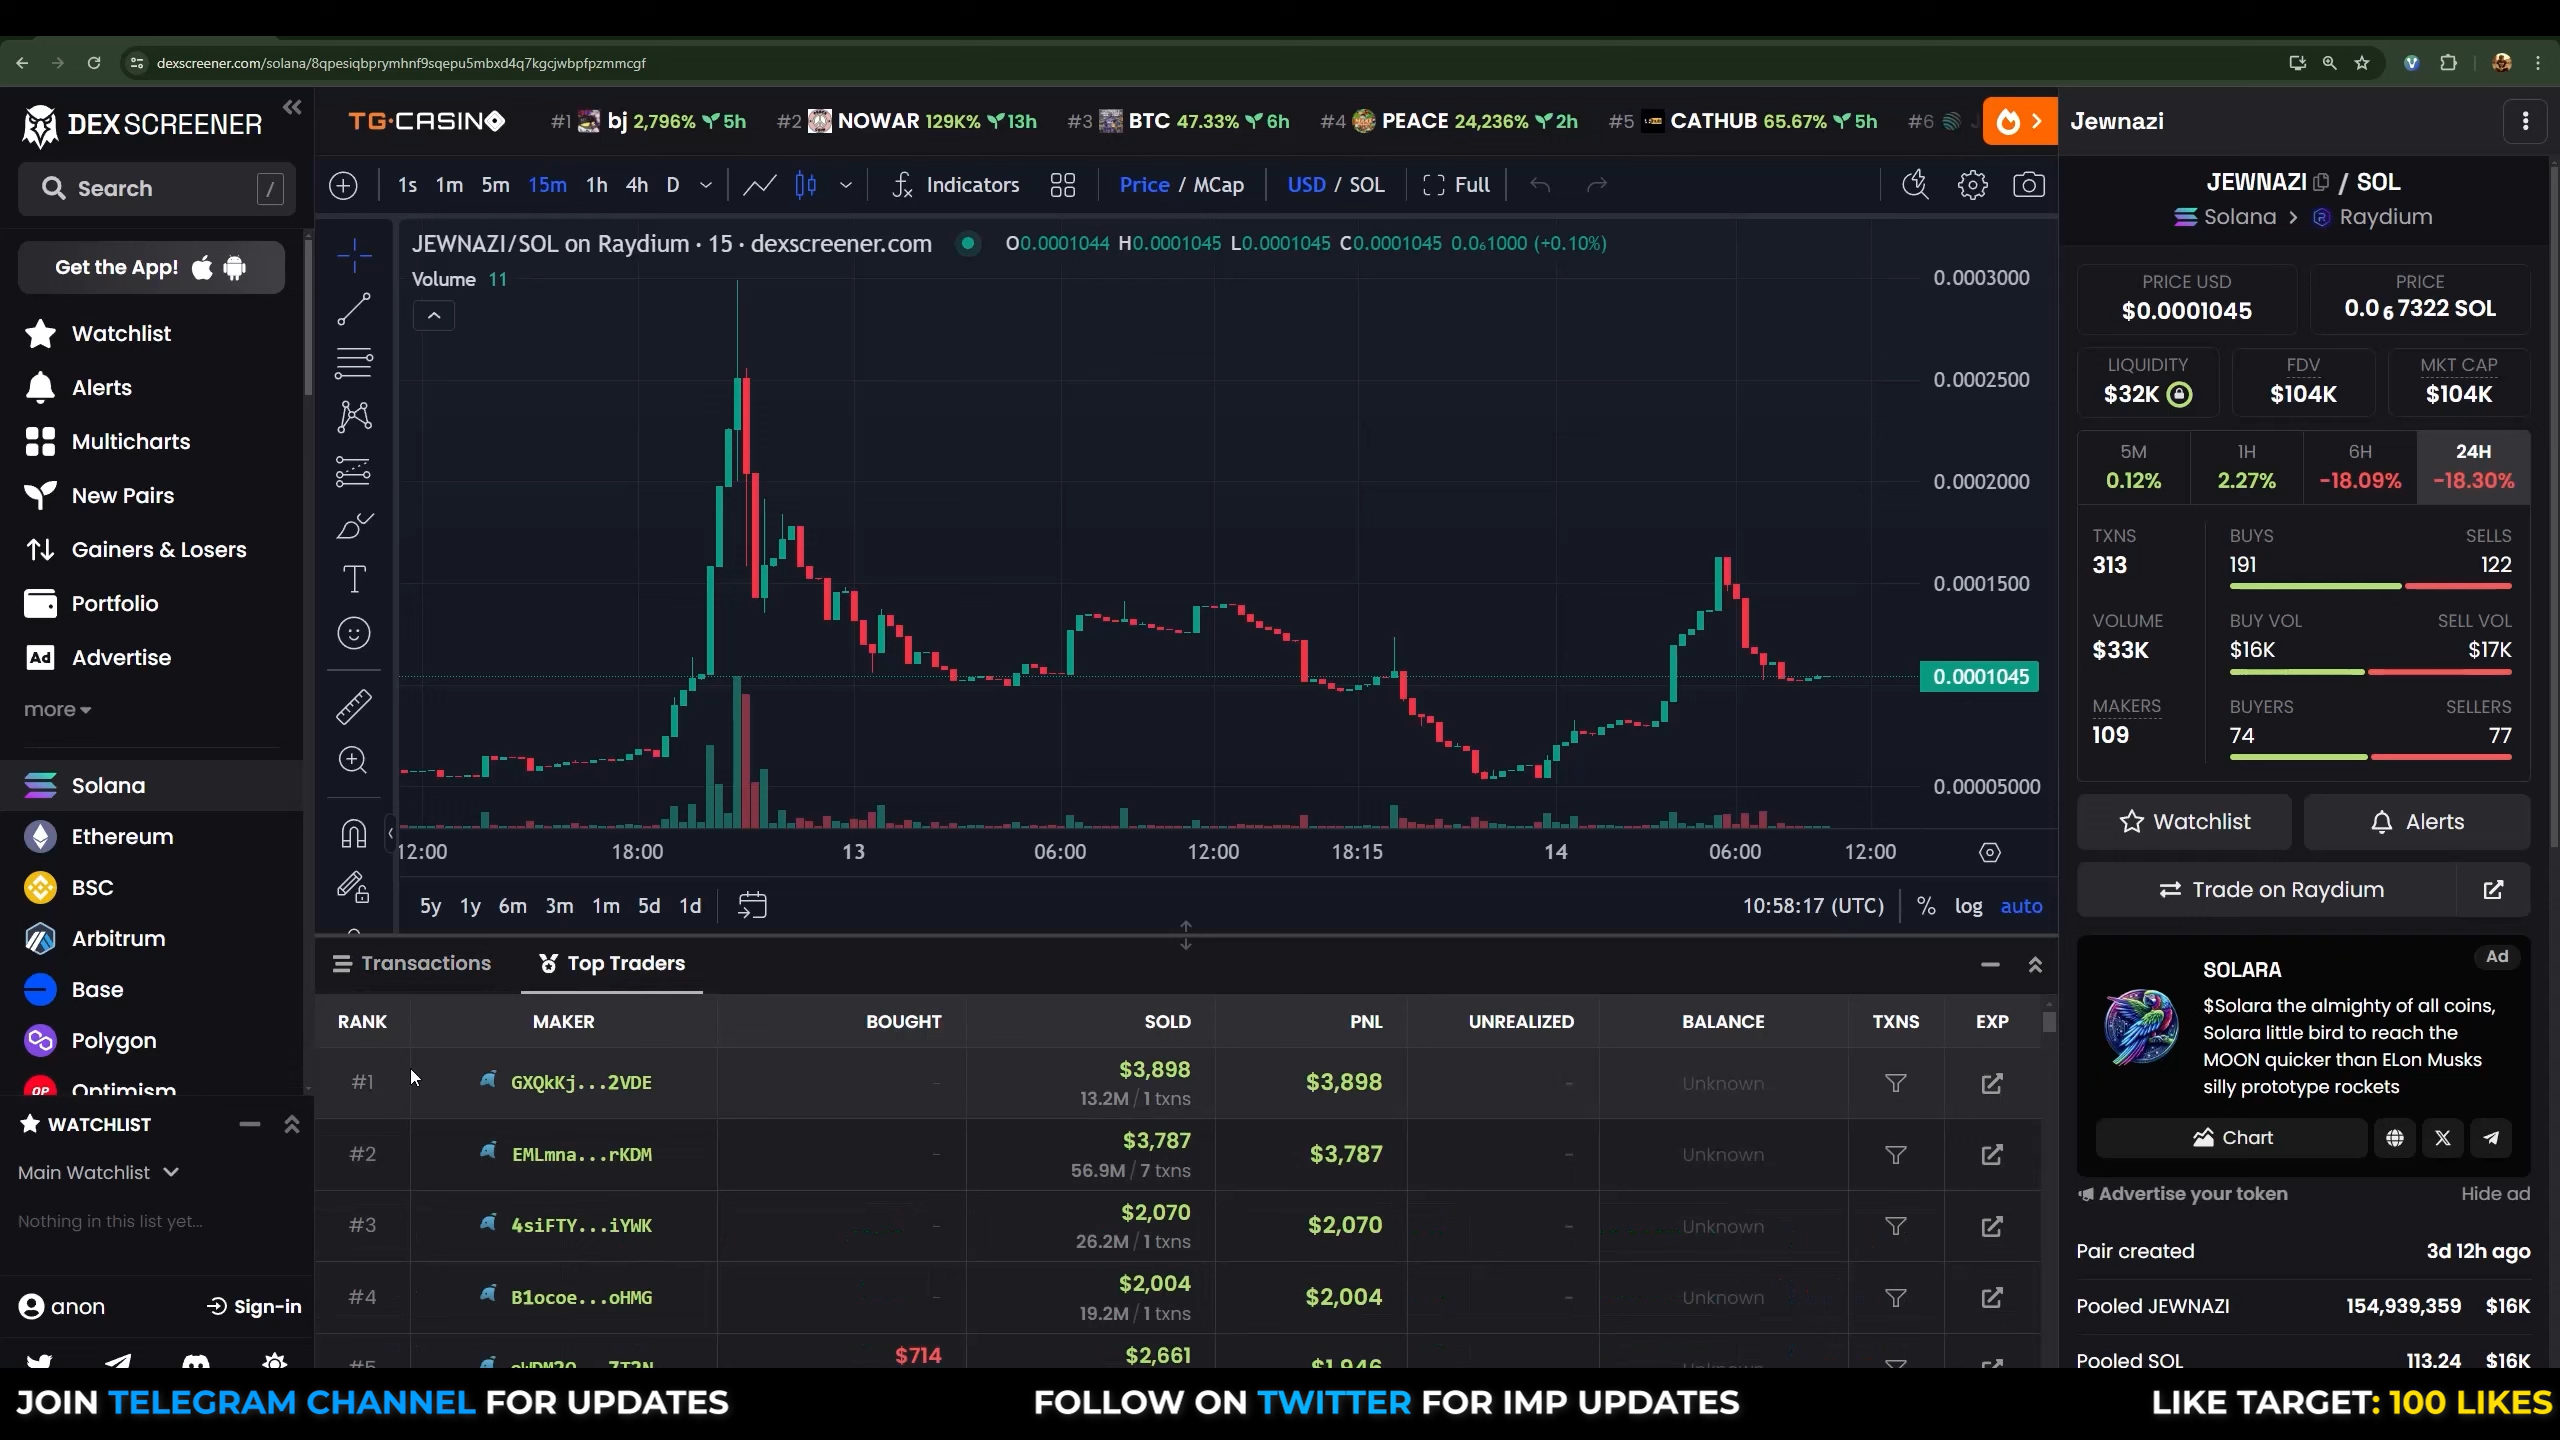 dexscreener.com/solana/8qpesiqbprymhnf9sqepu5mbxd4q7kgcjwbpfpzmmcgf
DEX SCREENER
Search /
Get the App!
Watchlist
Alerts
Multicharts
New Pairs
Gainers & Losers
Portfolio
Ad Advertise
more
Solana
Ethereum
BSC
Arbitrum
Base
Polygon
OP Optimism
WATCHLIST
Main Watchlist
Nothing in this list yet...
anon Sign-in
TG·CASINO #1 bj 2,796% 5h #2 NOWAR 129K% 13h #3 BTC 47.33% 6h #4 PEACE 24,236% 2h #5 CATHUB 65.67% 5h #6
1s 1m 5m 15m 1h 4h D Indicators Price / MCap USD / SOL Full
JEWNAZI/SOL on Raydium · 15 · dexscreener.com O0.0001044 H0.0001045 L0.0001045 C0.0001045 0.0₆1000 (+0.10%)
Volume 11
0.0003000
0.0002500
0.0002000
0.0001500
0.0001045
0.00005000
12:00 18:00 13 06:00 12:00 18:15 14 06:00 12:00
5y 1y 6m 3m 1m 5d 1d 10:58:17 (UTC) % log auto
Transactions Top Traders
RANK MAKER BOUGHT SOLD PNL UNREALIZED BALANCE TXNS EXP
#1 GXQkKj...2VDE - $3,898 $3,898 - Unknown
13.2M / 1 txns
#2 EMLmna...rKDM - $3,787 $3,787 - Unknown
56.9M / 7 txns
#3 4siFTY...iYWK - $2,070 $2,070 - Unknown
26.2M / 1 txns
#4 B1ocoe...oHMG - $2,004 $2,004 - Unknown
19.2M / 1 txns
#5 $714 $2,661 $1,946
Jewnazi
JEWNAZI / SOL
Solana > Raydium
PRICE USD PRICE
$0.0001045 0.0₆7322 SOL
LIQUIDITY FDV MKT CAP
$32K $104K $104K
5M 1H 6H 24H
0.12% 2.27% -18.09% -18.30%
TXNS BUYS SELLS
313 191 122
VOLUME BUY VOL SELL VOL
$33K $16K $17K
MAKERS BUYERS SELLERS
109 74 77
Watchlist Alerts
Trade on Raydium
SOLARA Ad
$Solara the almighty of all coins,
Solara little bird to reach the
MOON quicker than ELon Musks
silly prototype rockets
Chart
Advertise your token Hide ad
Pair created 3d 12h ago
Pooled JEWNAZI 154,939,359 $16K
Pooled SOL 113.24 $16K
JOIN TELEGRAM CHANNEL FOR UPDATES FOLLOW ON TWITTER FOR IMP UPDATES LIKE TARGET: 100 LIKES